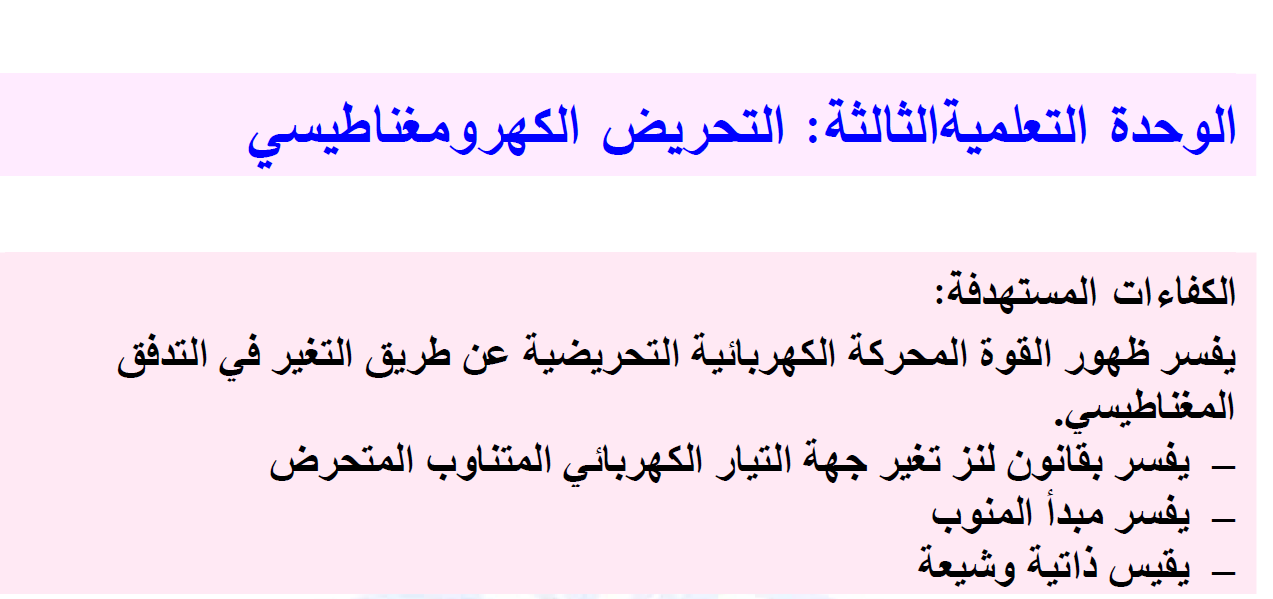 الوحدة التعلميةالثالثة: التحريض الكهرومغناطيسي
الكفاءات المستهدفة:
يفسر ظهور القوة المحركة الكهربائية التحريضية عن طريق التغير في التدفق
المغناطيسي.
– يفسر بقانون لنز تغير جهة التيار الكهربائي المتناوب المتحرض
– يفسر مبدأ المنوب
– يقيس ذاتية وشيعة